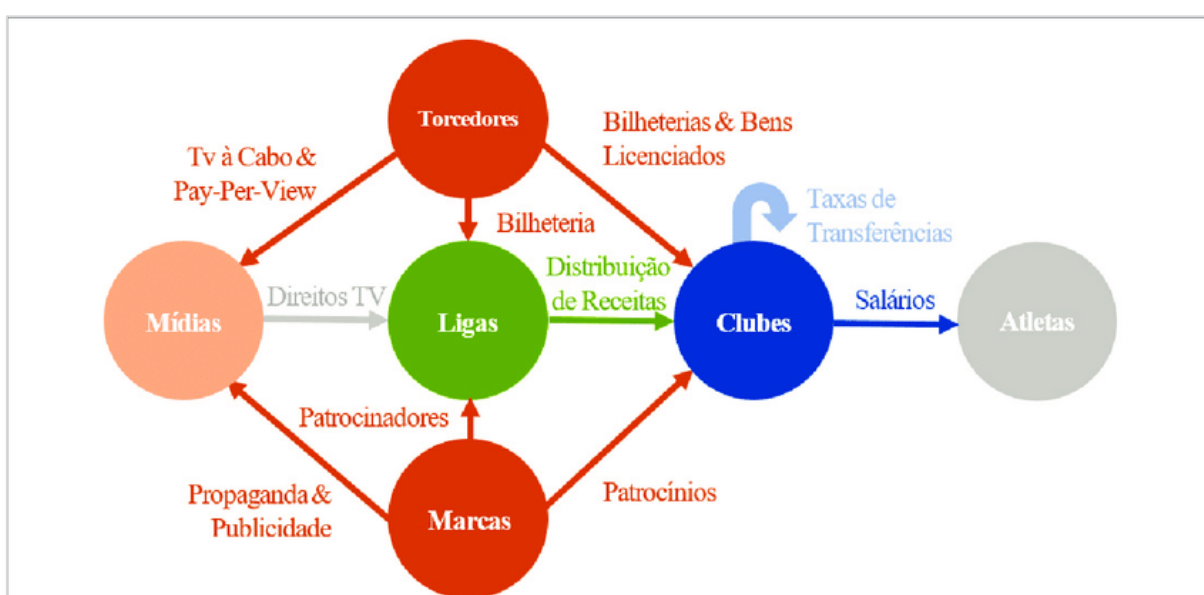 Torcedores
Bilheterias & Bens
Licenciados
Tv à Cabo &
Pay-Per-View
Taxas de
Transferências
Bilheteria
Distribuição
de Receitas
Direitos TV
Salários
Mídias
Ligas
Clubes
Atletas
Patrocinadores
Propaganda &
Publicidade
Patrocínios
Marcas